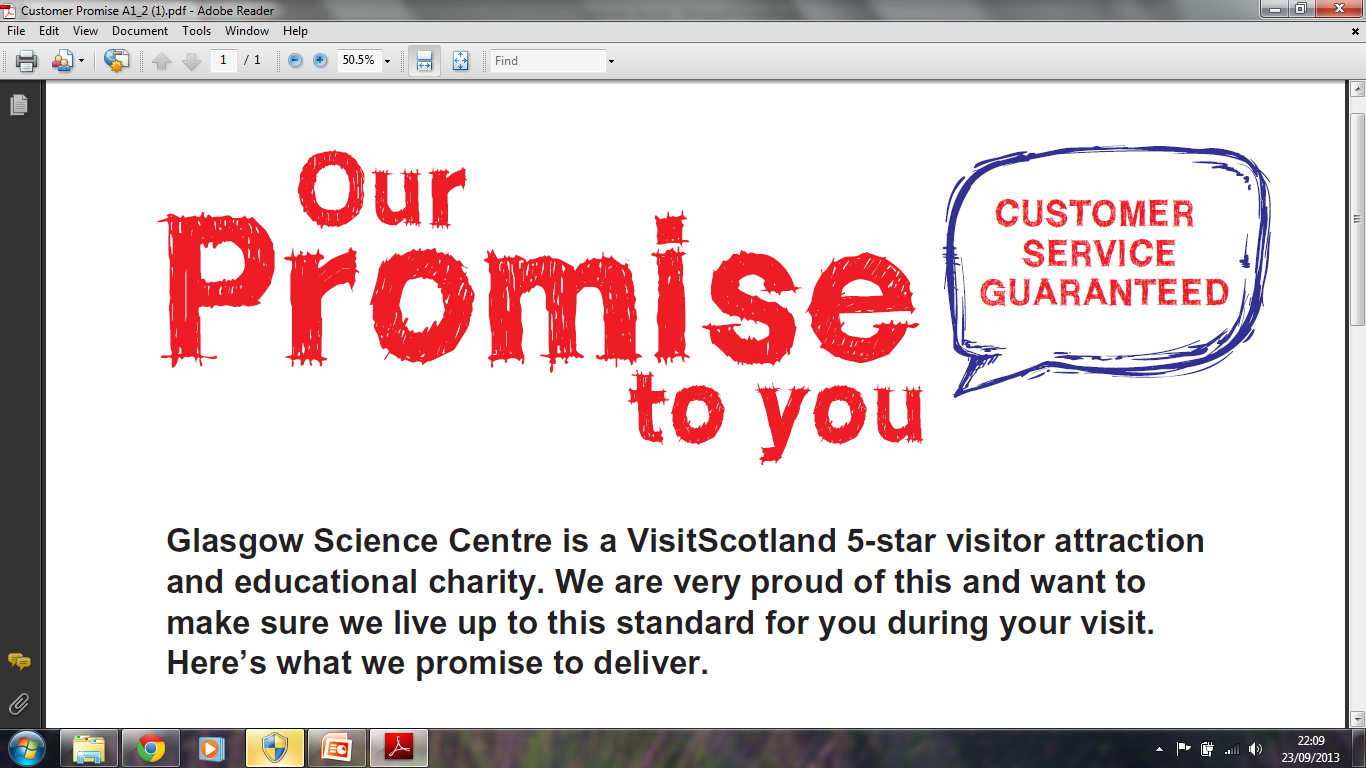 Customer Promise A1_2 (1).pdf - Adobe Reader
File Edit View Document Tools Window Help
1 / 1 50.5% Find
Our
Promise
to you
CUSTOMER
SERVICE
GUARANTEED
Glasgow Science Centre is a VisitScotland 5-star visitor attraction
and educational charity. We are very proud of this and want to
make sure we live up to this standard for you during your visit.
Here’s what we promise to deliver.
22:09
23/09/2013